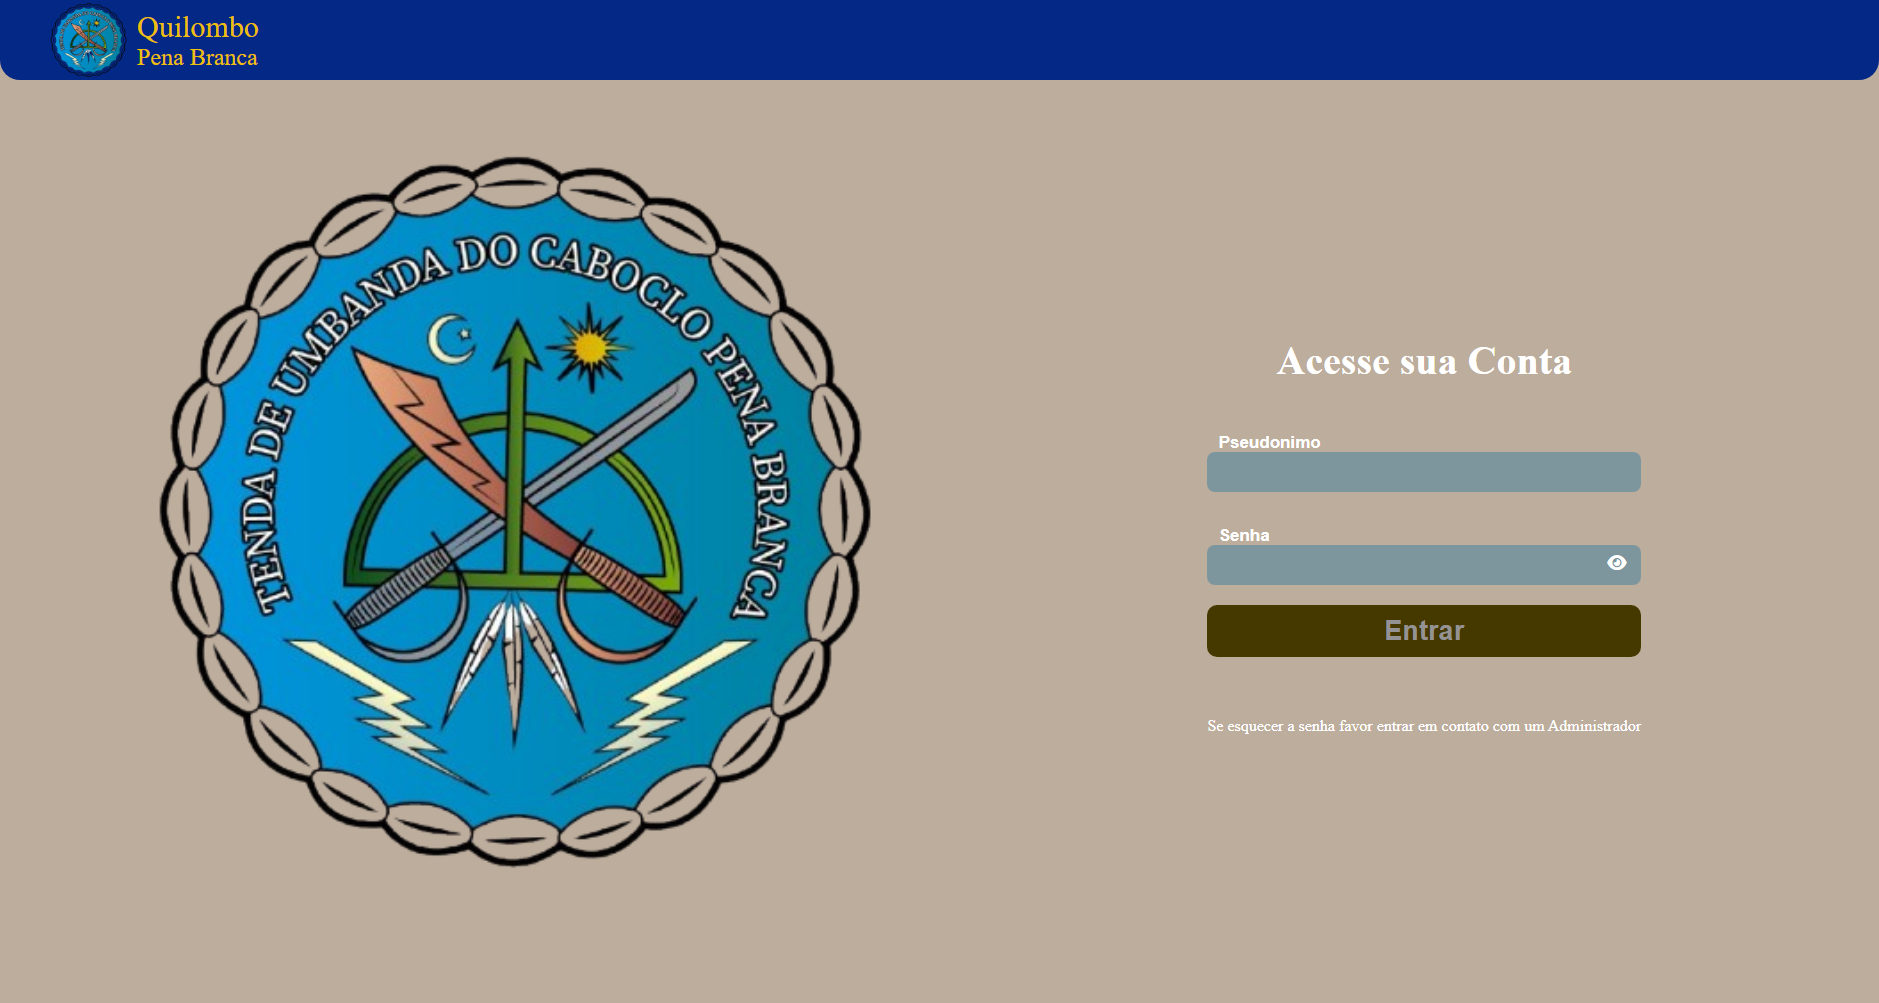 Quilombo
Pena Branca
TENDA DE UMBANDA DO CABOCLO PENA BRANCA
Acesse sua Conta
Pseudonimo
Senha
Entrar
Se esquecer a senha favor entrar em contato com um Administrador